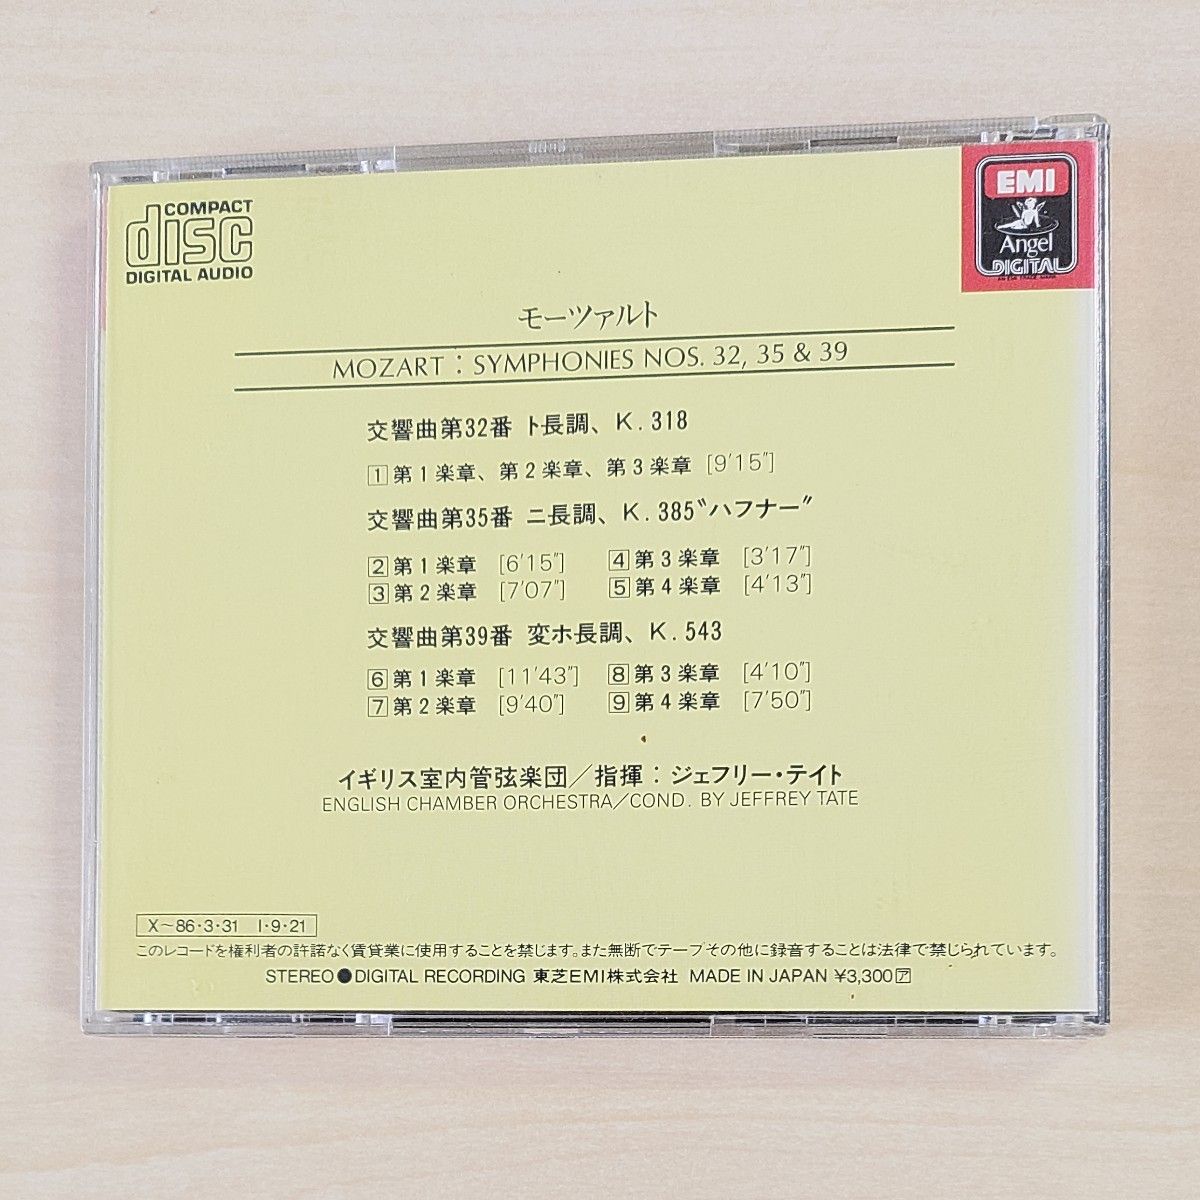 COMPACT
disc
DIGITAL AUDIO
EMI
Angel
DIGITAL
モーツァルト
MOZART : SYMPHONIES NOS. 32, 35 & 39
交響曲第32番 ト長調、K. 318
1 第1楽章、第2楽章、第3楽章 [9'15"]
交響曲第35番 ニ長調、K. 385 "ハフナー"
2 第1楽章 [6'15"] 4 第3楽章 [3'17"]
3 第2楽章 [7'07"] 5 第4楽章 [4'13"]
交響曲第39番 変ホ長調、K. 543
6 第1楽章 [11'43"] 8 第3楽章 [4'10"]
7 第2楽章 [9'40"] 9 第4楽章 [7'50"]
イギリス室内管弦楽団／指揮：ジェフリー・テイト
ENGLISH CHAMBER ORCHESTRA／COND. BY JEFFREY TATE
X〜86・3・31 I・9・21
このレコードを権利者の許諾なく賃貸業に使用することを禁じます。また無断でテープその他に録音することは法律で禁じられています。
STEREO●DIGITAL RECORDING 東芝EMI株式会社 MADE IN JAPAN ¥3,300 ア